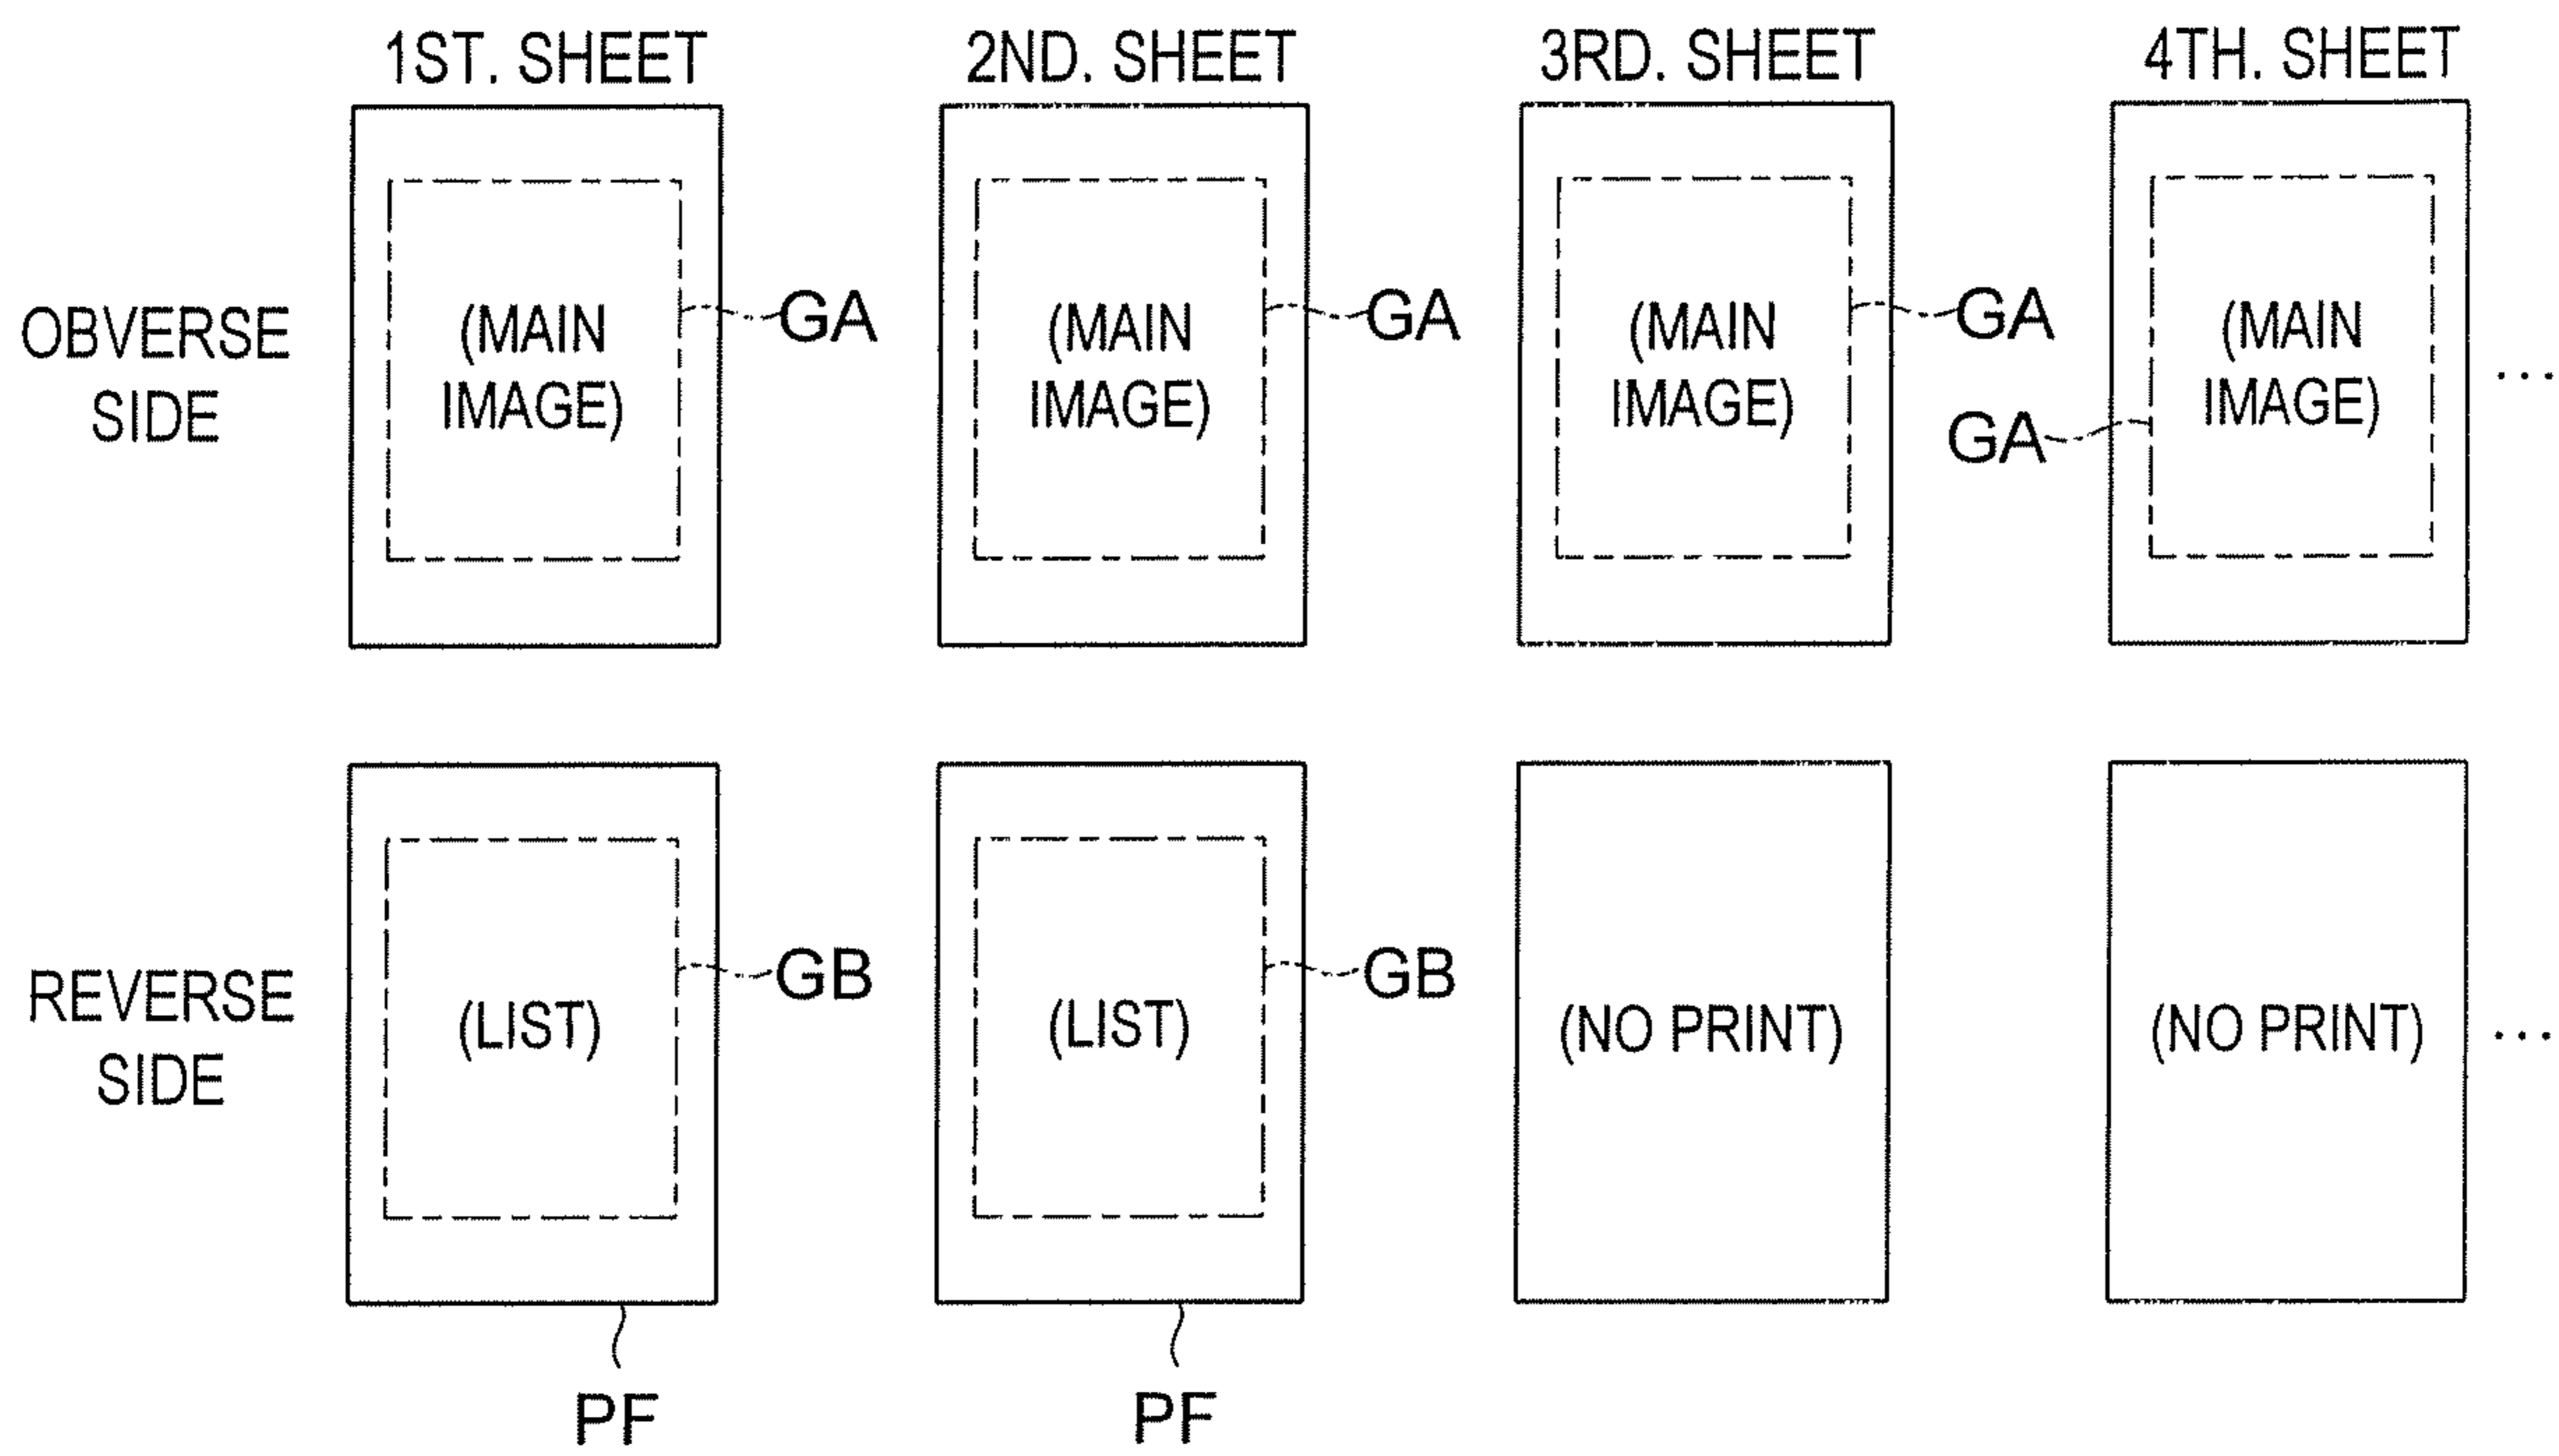 1ST. SHEET 2ND. SHEET 3RD. SHEET 4TH. SHEET
OBVERSE
SIDE
(MAIN
IMAGE)
GA
(MAIN
IMAGE)
GA
(MAIN
IMAGE)
GA
(MAIN
IMAGE)
GA
...
REVERSE
SIDE
(LIST)
GB
(LIST)
GB
(NO PRINT)
(NO PRINT)
...
PF
PF